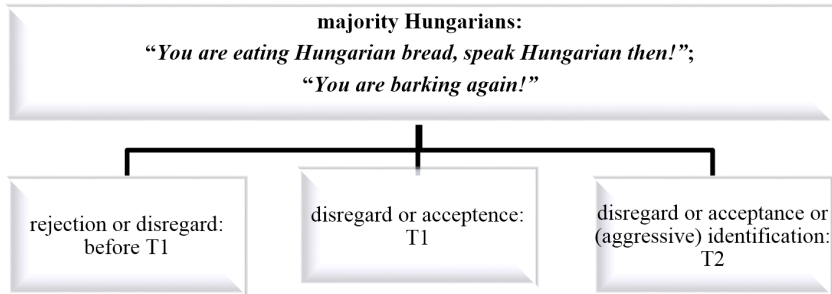 majority Hungarians:
“You are eating Hungarian bread, speak Hungarian then!”;
“You are barking again!”
rejection or disregard:
before T1
disregard or acceptence:
T1
disregard or acceptance or
(aggressive) identification:
T2